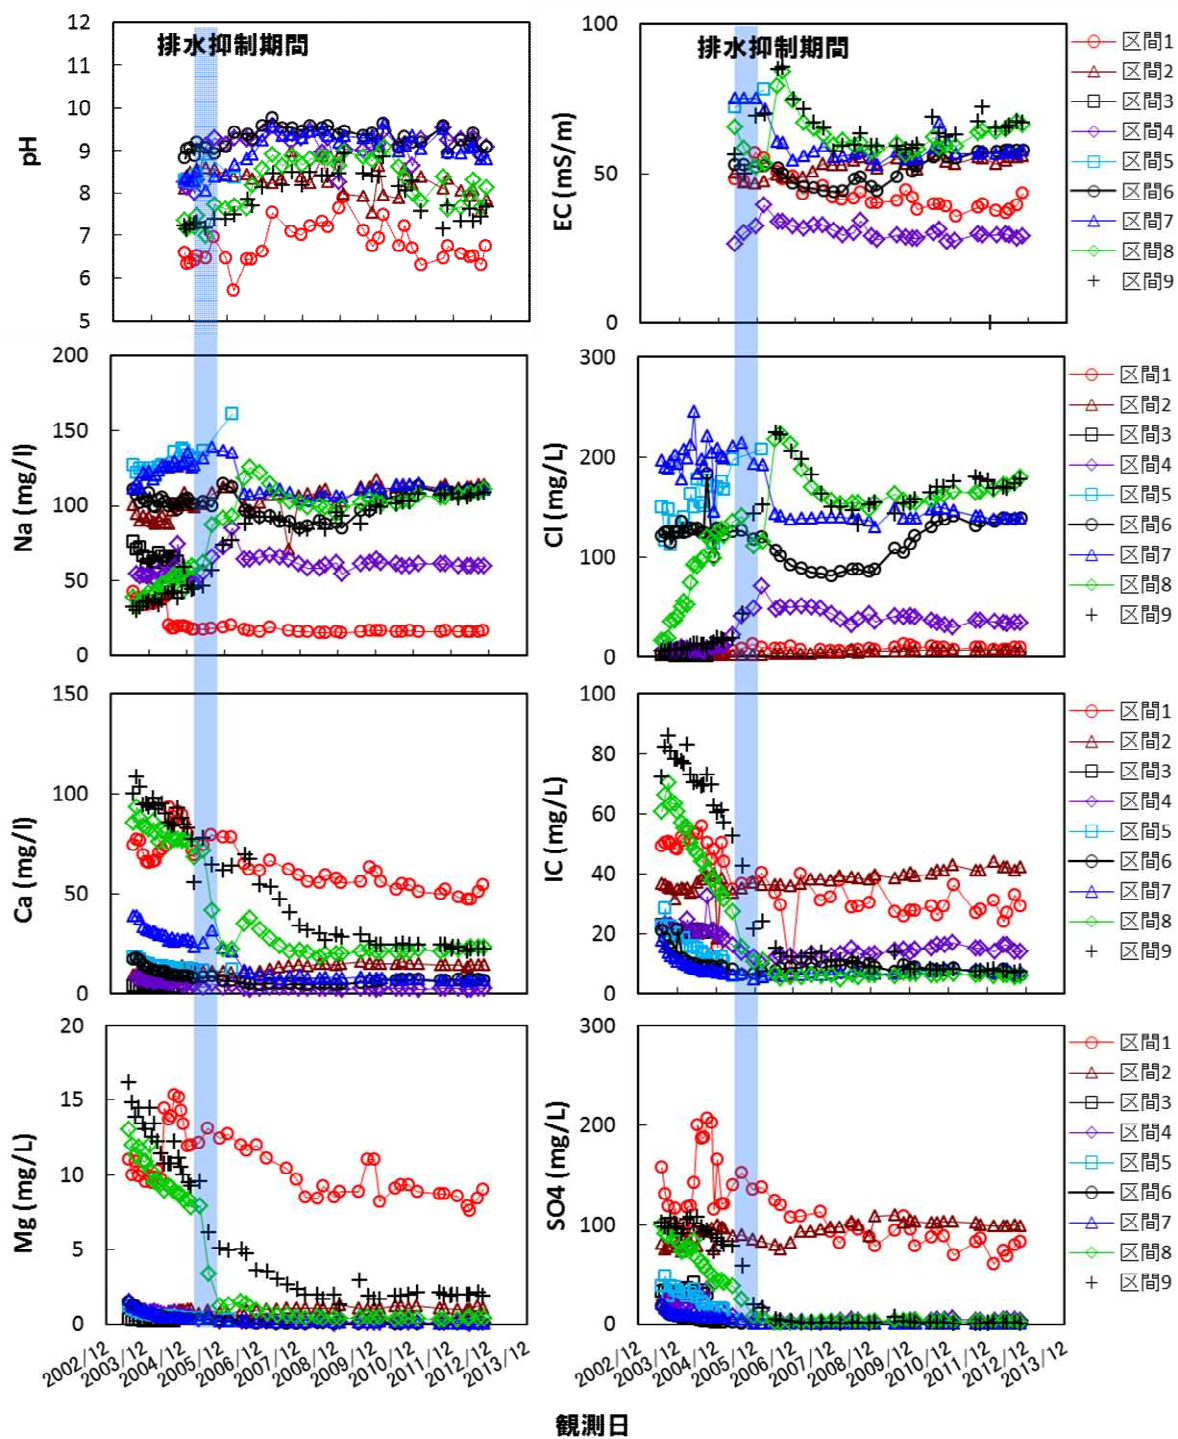 排水抑制期間
pH
12
11
10
9
8
7
6
5
排水抑制期間
EC (mS/m)
100
50
0
区間1
区間2
区間3
区間4
区間5
区間6
区間7
区間8
区間9
Na (mg/l)
200
150
100
50
0
Cl (mg/L)
300
200
100
0
区間1
区間2
区間3
区間4
区間5
区間6
区間7
区間8
区間9
Ca (mg/l)
150
100
50
0
IC (mg/L)
100
80
60
40
20
0
区間1
区間2
区間3
区間4
区間5
区間6
区間7
区間8
区間9
Mg (mg/L)
20
15
10
5
0
2002/12
2003/12
2004/12
2005/12
2006/12
2007/12
2008/12
2009/12
2010/12
2011/12
2012/12
2013/12
SO4 (mg/L)
300
200
100
0
2002/12
2003/12
2004/12
2005/12
2006/12
2007/12
2008/12
2009/12
2010/12
2011/12
2012/12
2013/12
区間1
区間2
区間3
区間4
区間5
区間6
区間7
区間8
区間9
観測日